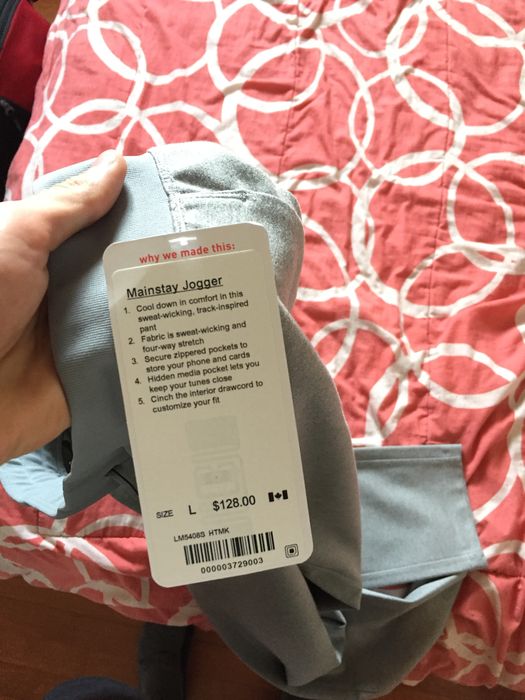 why we made this:
Mainstay Jogger
1. Cool down in comfort in this
sweat-wicking, track-inspired
pant
2. Fabric is sweat-wicking and
four-way stretch
3. Secure zippered pockets to
store your phone and cards
4. Hidden media pocket lets you
keep your tunes close
5. Cinch the interior drawcord to
customize your fit
SIZE L $128.00
LM5408S HTMK
000003729003